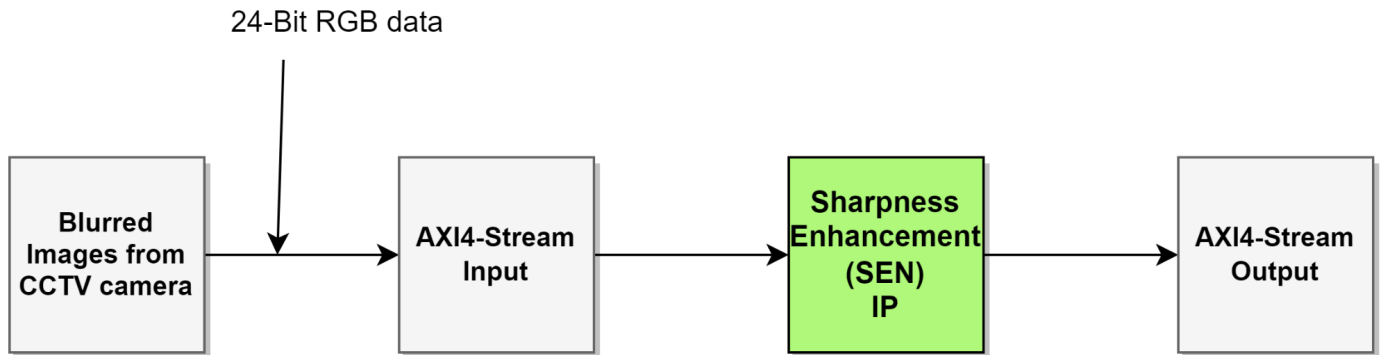 24-Bit RGB data
Blurred
Images from
CCTV camera
AXI4-Stream
Input
Sharpness
Enhancement
(SEN)
IP
AXI4-Stream
Output